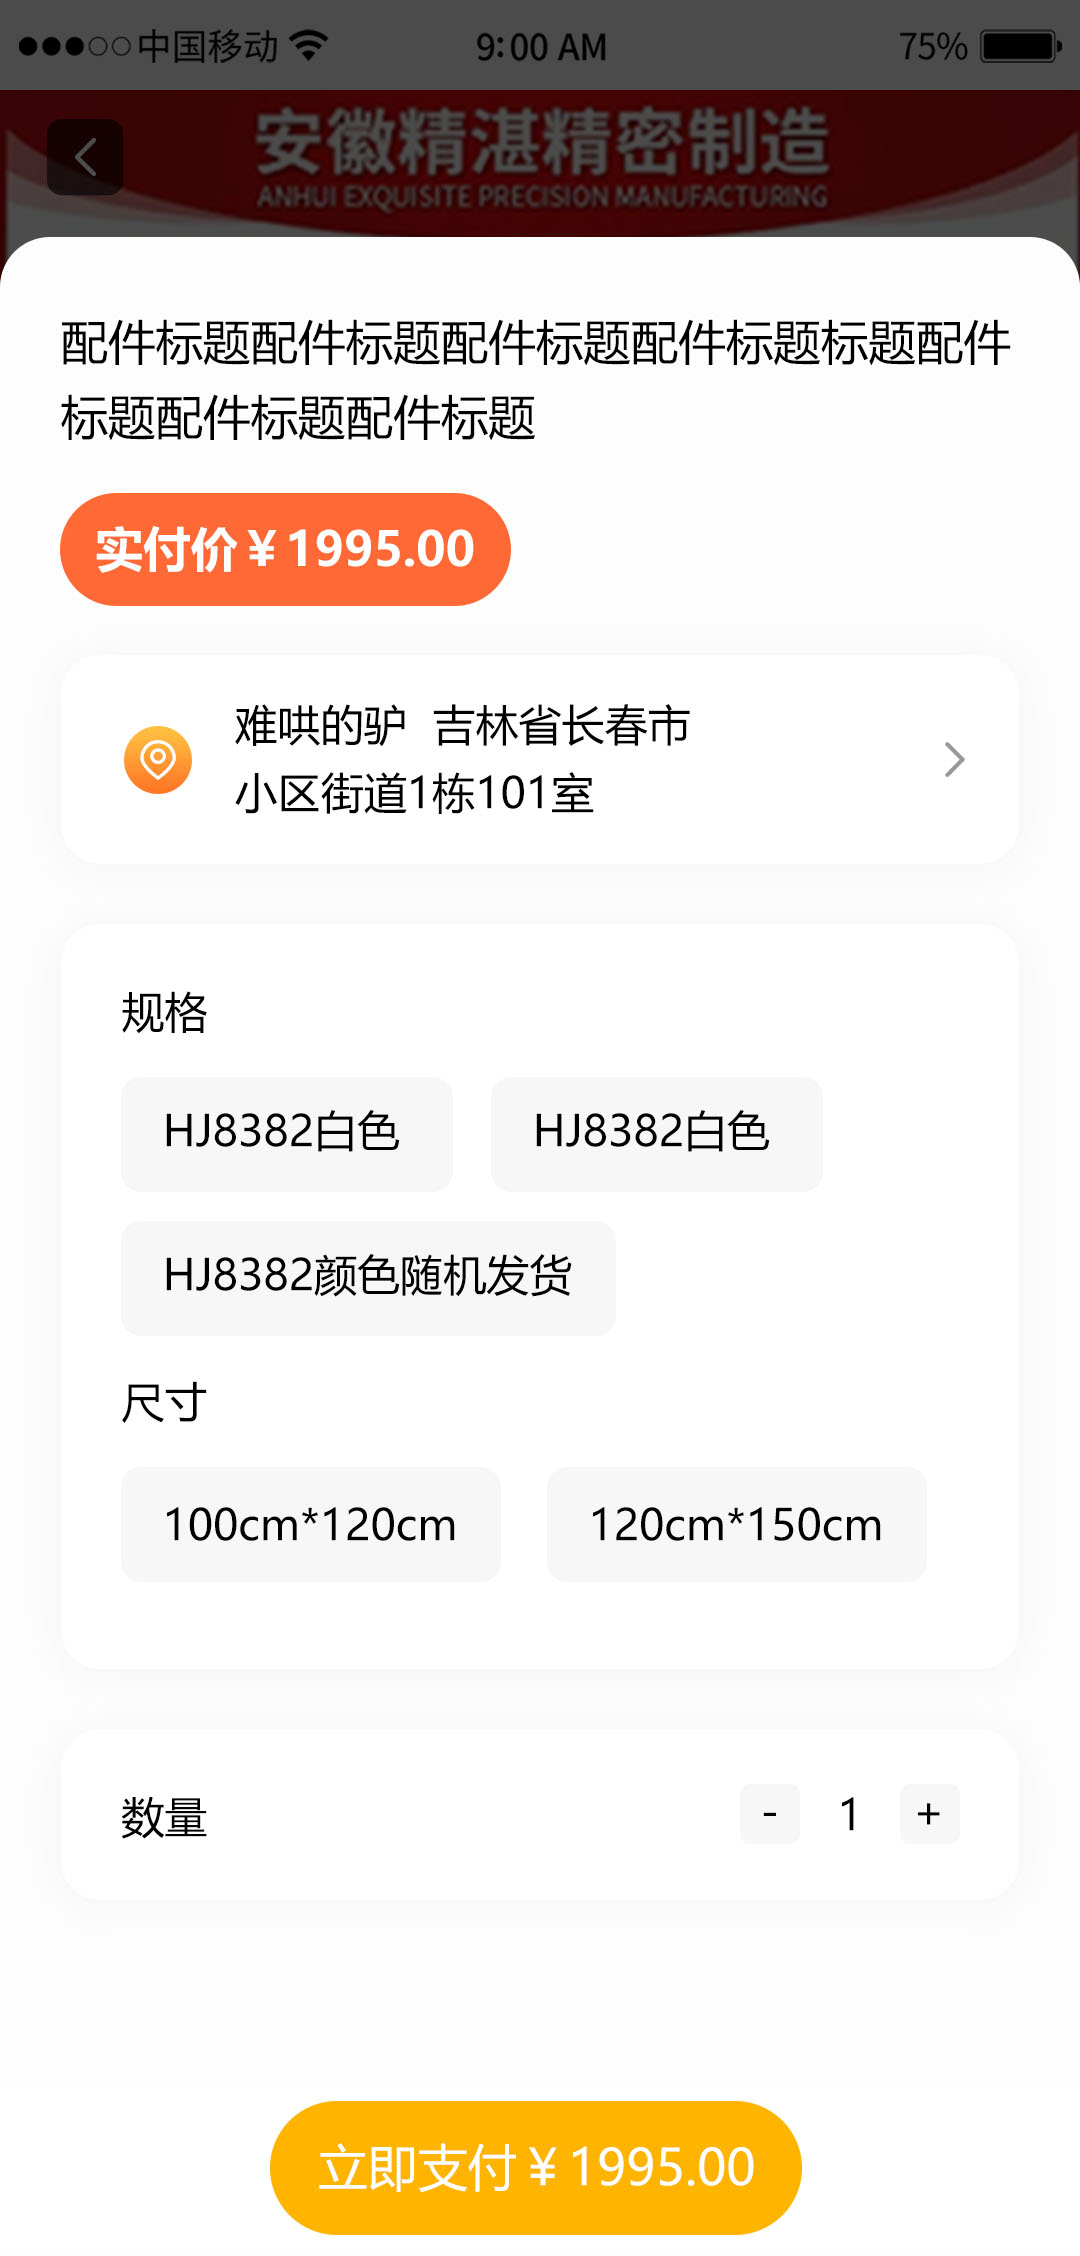 中国移动
9:00 AM
75%
安徽精湛精密制造
ANHUI EXQUISITE PRECISION MANUFACTURING
配件标题配件标题配件标题配件标题标题配件
标题配件标题配件标题
实付价¥1995.00
难哄的驴 吉林省长春市
小区街道1栋101室
规格
HJ8382白色
HJ8382白色
HJ8382颜色随机发货
尺寸
100cm*120cm
120cm*150cm
数量
- 1 +
立即支付¥1995.00